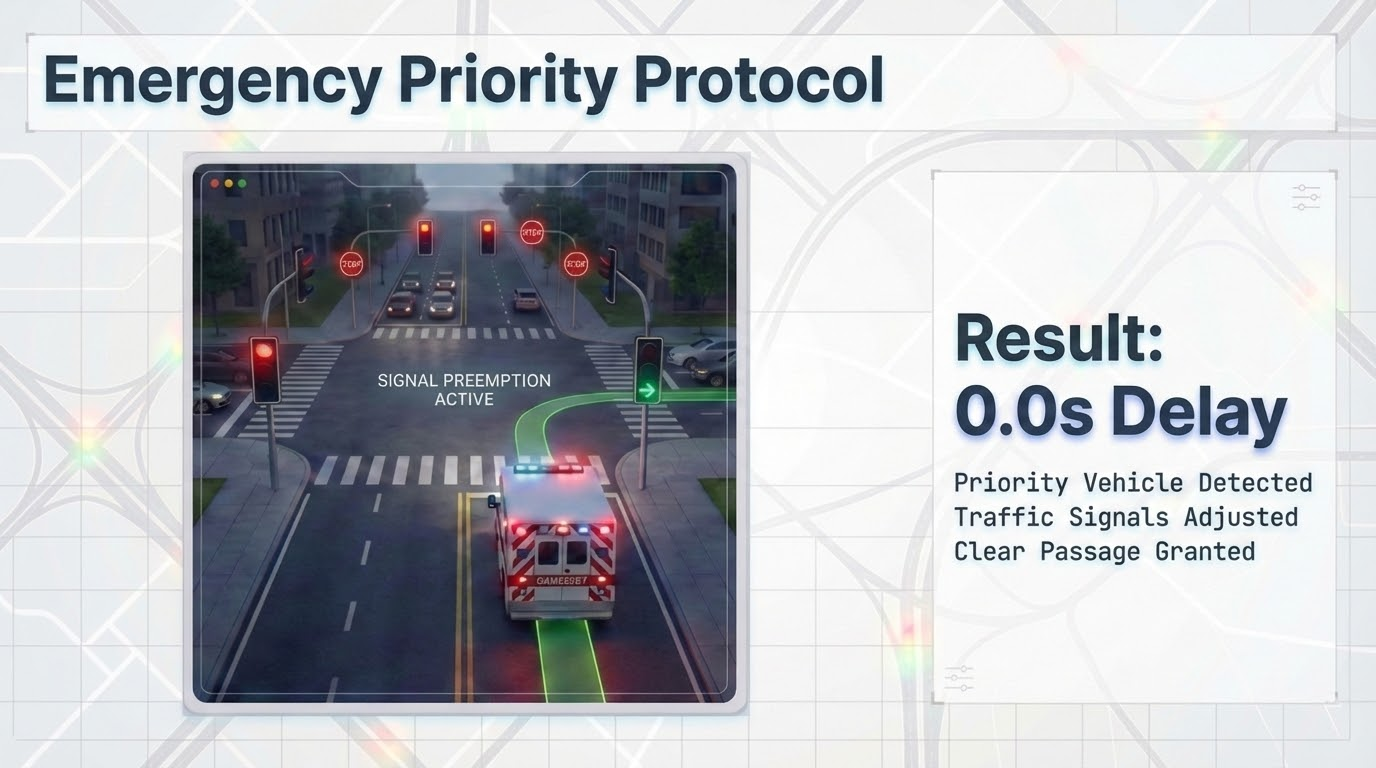 Emergency Priority Protocol
SIGNAL PREEMPTION
ACTIVE
Result:
0.0s Delay
Priority Vehicle Detected
Traffic Signals Adjusted
Clear Passage Granted